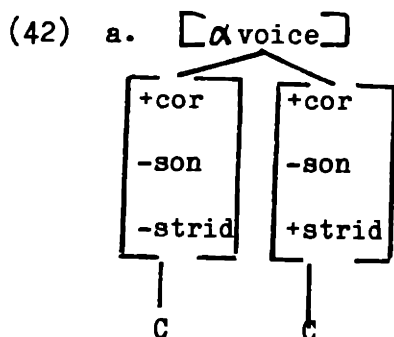 (42) a. [αvoice]
+cor +cor
-son -son
-strid +strid
C C